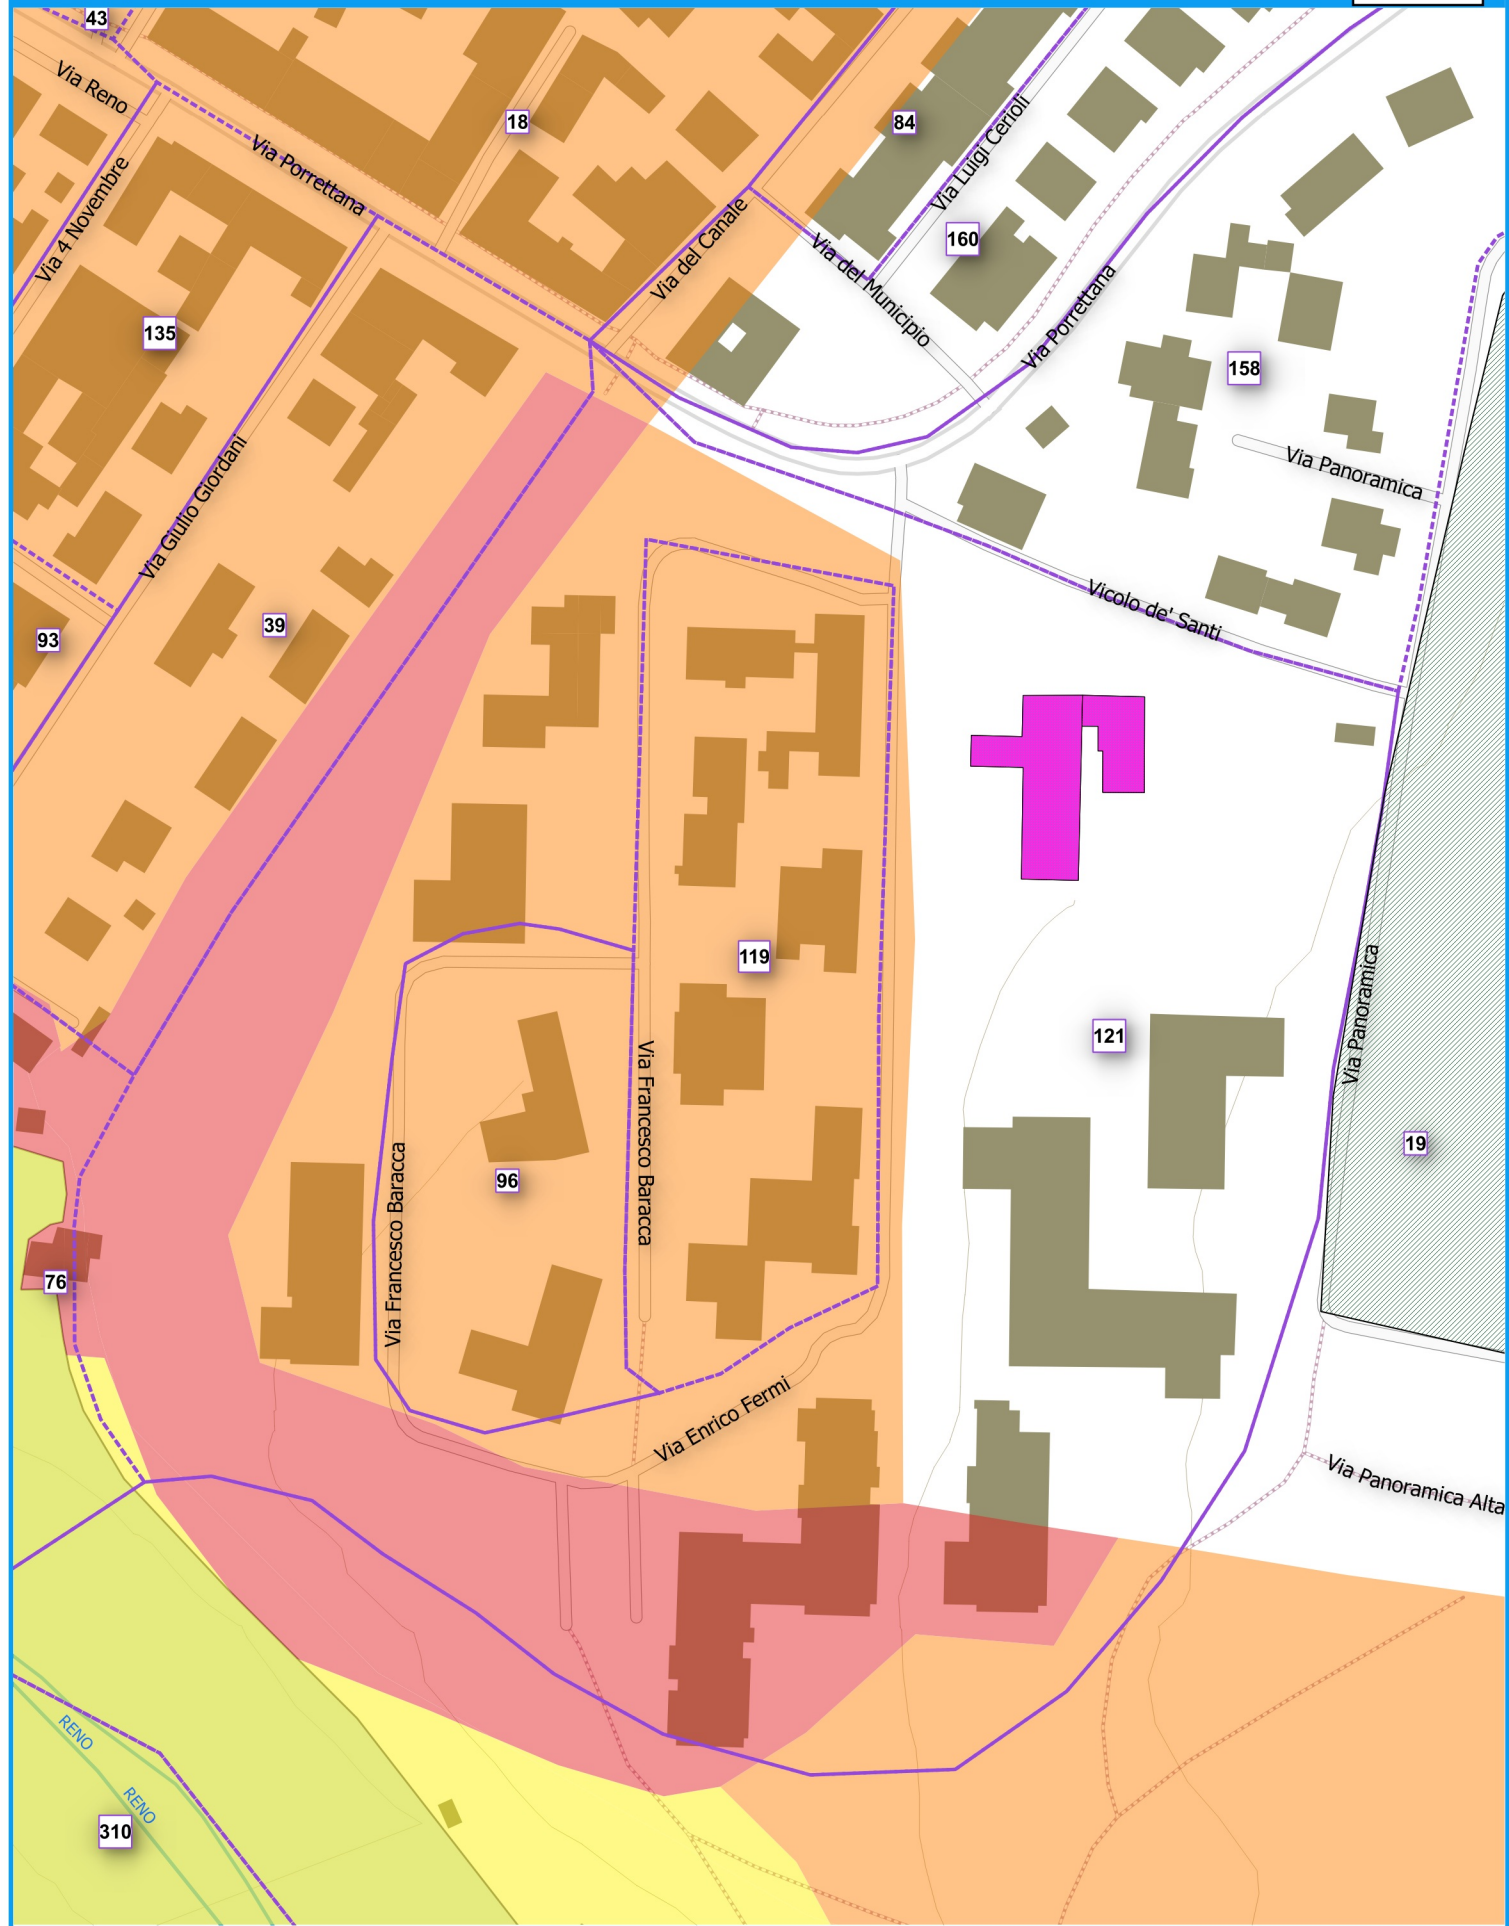 43
Via Reno
18
84
Via Porrettana
Via Luigi Cerioli
Via 4 Novembre
Via del Canale
160
Via del Municipio
Via Porrettana
135
158
Via Giulio Giordani
Via Panoramica
93
39
Vicolo de' Santi
119
121
Via Panoramica
Via Francesco Baracca
Via Francesco Baracca
19
96
76
Via Enrico Fermi
Via Panoramica Alta
RENO
RENO
310